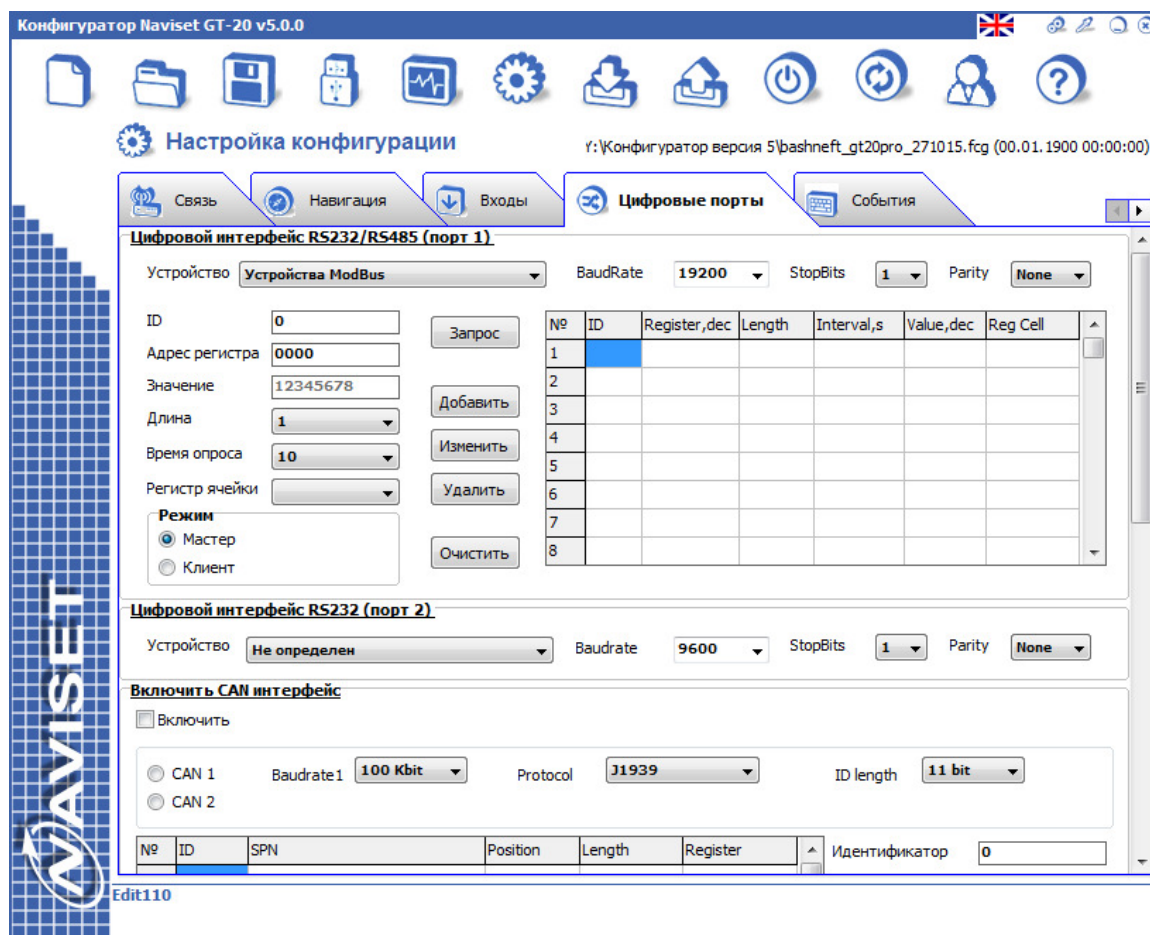 Конфигуратор Naviset GT-20 v5.0.0
Настройка конфигурации
Y:\Конфигуратор версия 5\bashneft_gt20pro_271015.fcg (00.01.1900 00:00:00)
Связь Навигация Входы Цифровые порты События
Цифровой интерфейс RS232/RS485 (порт 1)
Устройство Устройства ModBus BaudRate 19200 StopBits 1 Parity None
ID 0 Запрос
Адрес регистра 0000
Значение 12345678
Длина 1 Добавить
Время опроса 10 Изменить
Регистр ячейки Удалить
Режим
Мастер
Клиент
Очистить
№ ID Register,dec Length Interval,s Value,dec Reg Cell
1
2
3
4
5
6
7
8
Цифровой интерфейс RS232 (порт 2)
Устройство Не определен Baudrate 9600 StopBits 1 Parity None
Включить CAN интерфейс
Включить
CAN 1 Baudrate1 100 Kbit Protocol J1939 ID length 11 bit
CAN 2
№ ID SPN Position Length Register Идентификатор 0
Edit110
NAVISET